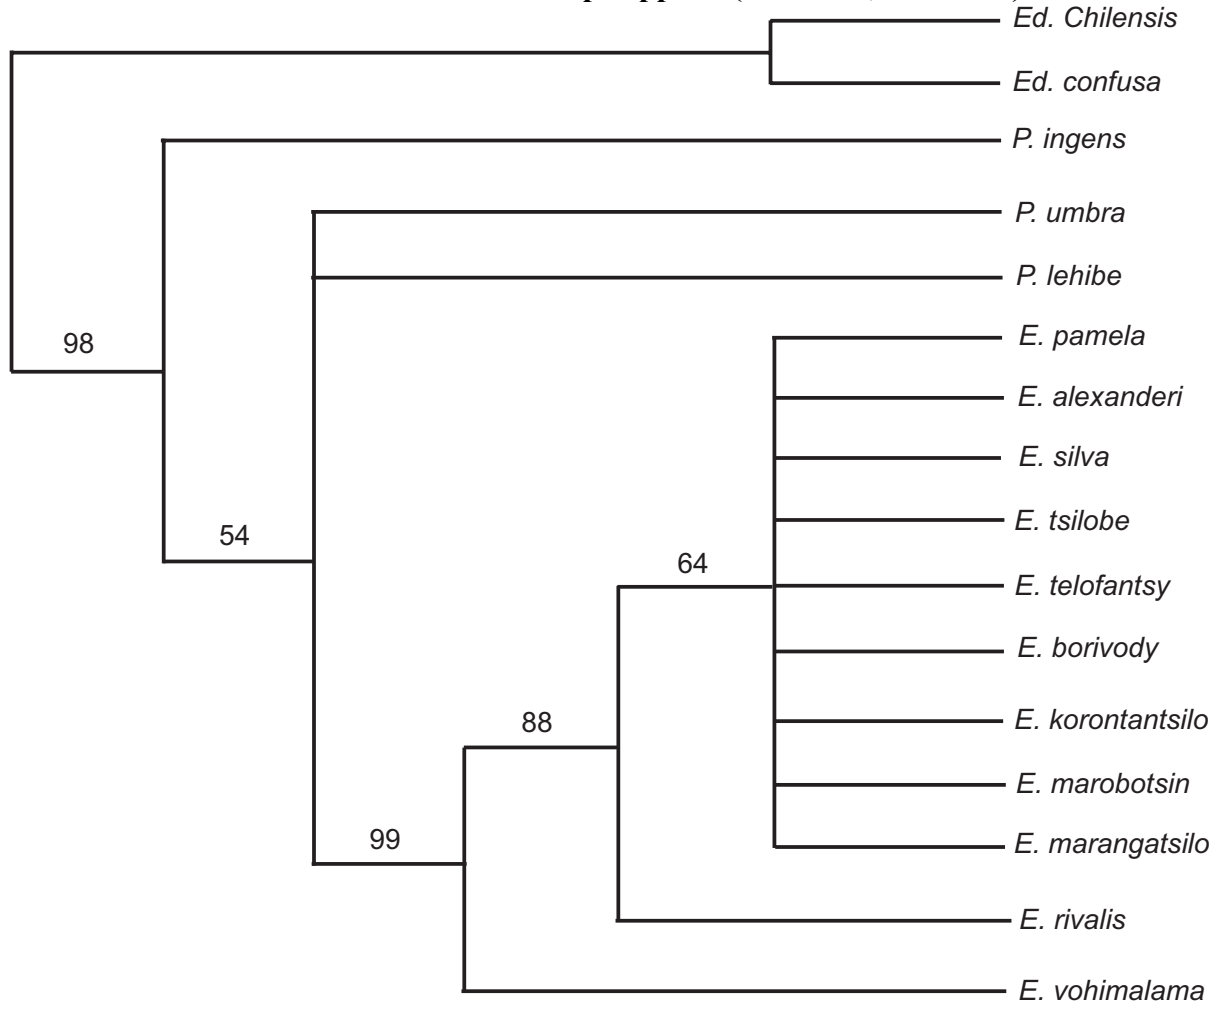 Ed. Chilensis
Ed. confusa
P. ingens
P. umbra
P. lehibe
98
E. pamela
E. alexanderi
E. silva
E. tsilobe
54
64
E. telofantsy
E. borivody
88
E. korontantsilo
E. marobotsin
99
E. marangatsilo
E. rivalis
E. vohimalama